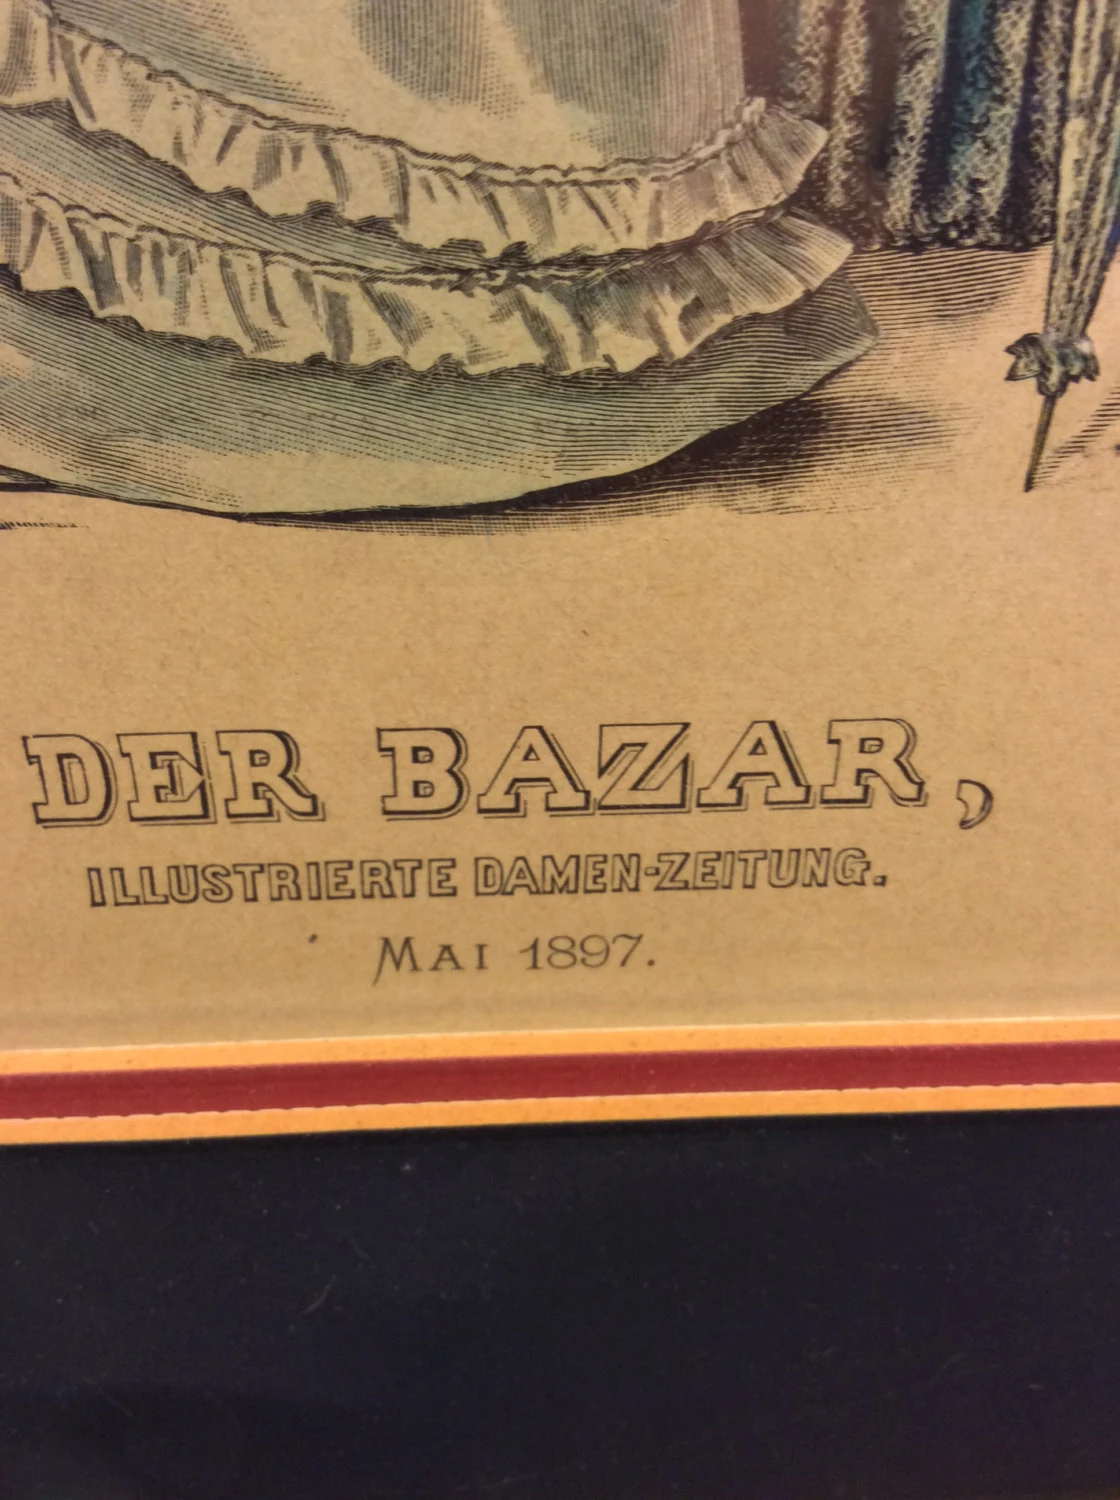 DER BAZAR,
ILLUSTRIERTE DAMEN-ZEITUNG.
MAI 1897.